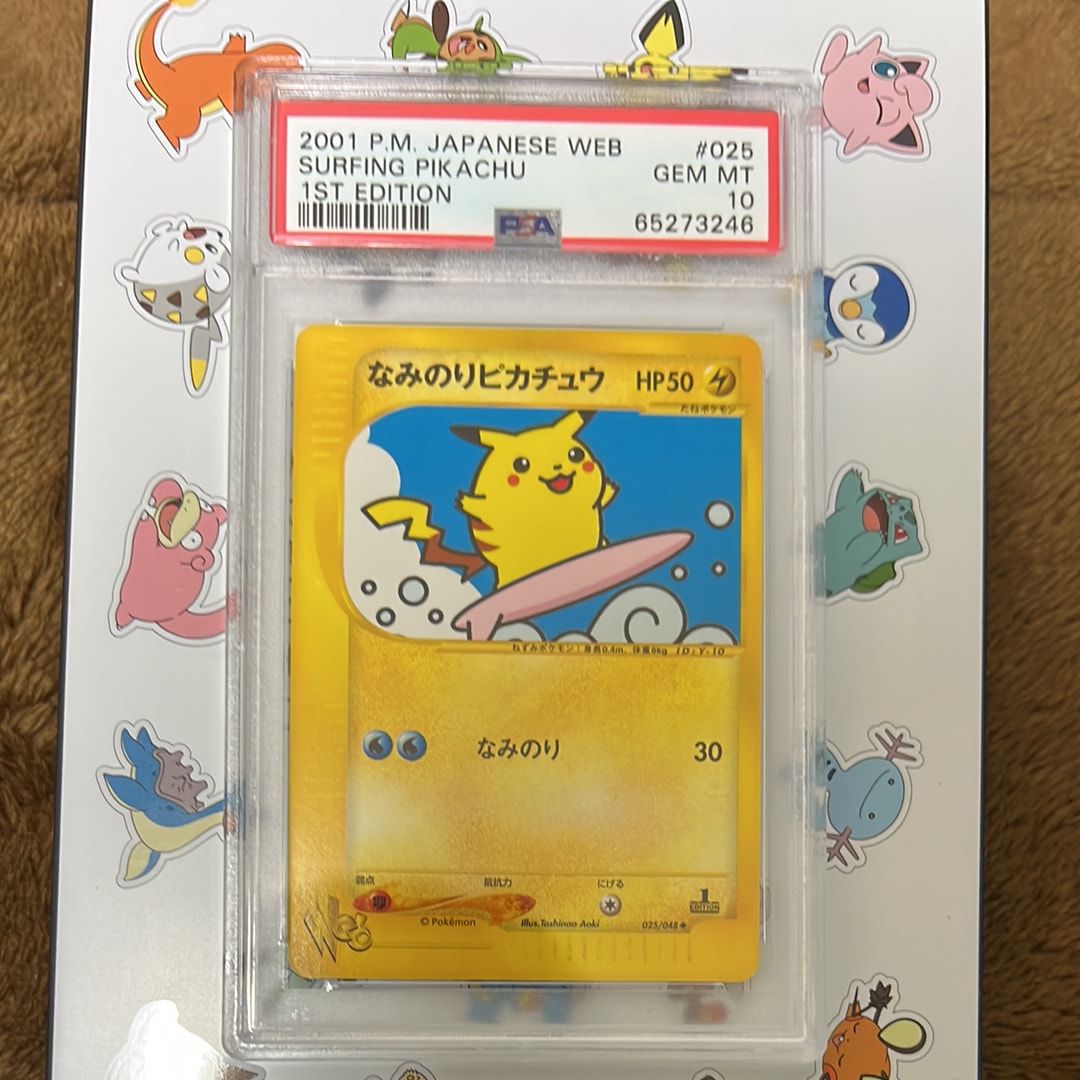 2001 P.M. JAPANESE WEB #025
SURFING PIKACHU GEM MT
1ST EDITION 10
PSA 65273246
なみのりピカチュウ HP50
たねポケモン
ねずみポケモン:身長0.4m、体重6kg ID:Y-10
なみのり 30
弱点 抵抗力 にげる
1
EDITION
Web
©Pokémon Illus.Toshinao Aoki 025/048◆